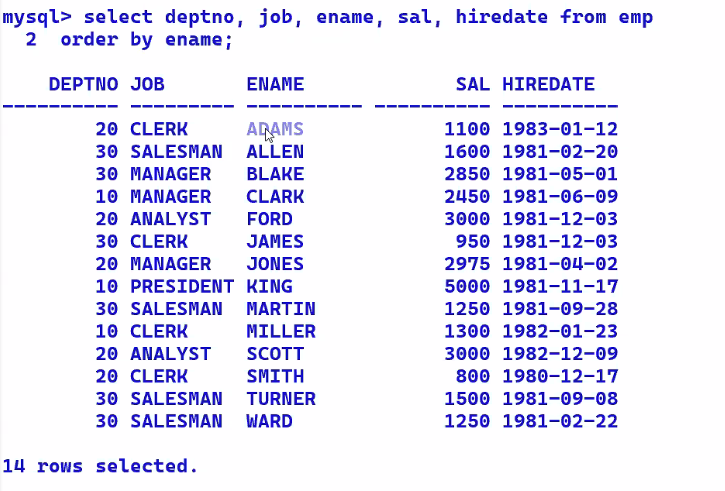 mysql> select deptno, job, ename, sal, hiredate from emp
  2  order by ename;
    DEPTNO JOB       ENAME             SAL HIREDATE
---------- --------- ---------- ---------- ----------
        20 CLERK     ADAMS            1100 1983-01-12
        30 SALESMAN  ALLEN            1600 1981-02-20
        30 MANAGER   BLAKE            2850 1981-05-01
        10 MANAGER   CLARK            2450 1981-06-09
        20 ANALYST   FORD             3000 1981-12-03
        30 CLERK     JAMES             950 1981-12-03
        20 MANAGER   JONES            2975 1981-04-02
        10 PRESIDENT KING             5000 1981-11-17
        30 SALESMAN  MARTIN           1250 1981-09-28
        10 CLERK     MILLER           1300 1982-01-23
        20 ANALYST   SCOTT            3000 1982-12-09
        20 CLERK     SMITH             800 1980-12-17
        30 SALESMAN  TURNER           1500 1981-09-08
        30 SALESMAN  WARD             1250 1981-02-22
14 rows selected.